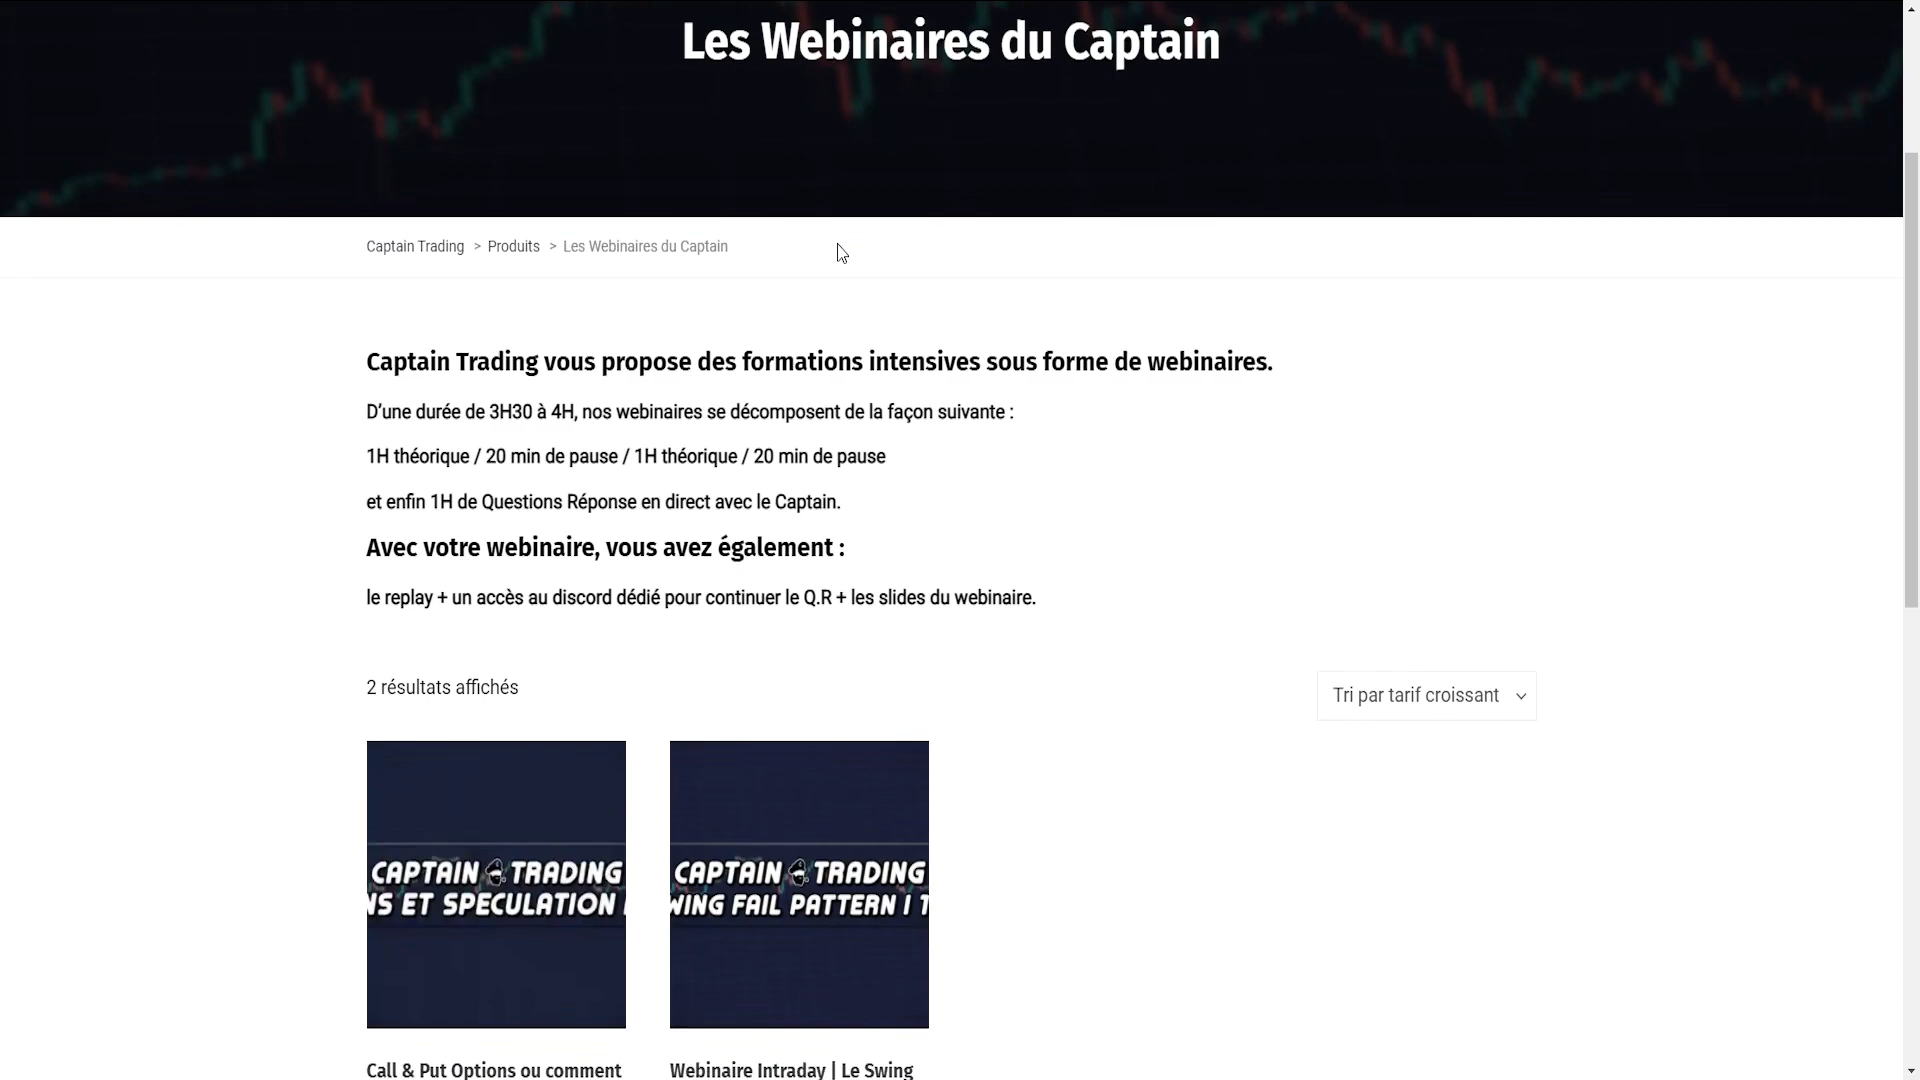 Les Webinaires du Captain
Captain Trading > Produits > Les Webinaires du Captain
Captain Trading vous propose des formations intensives sous forme de webinaires.
D’une durée de 3H30 à 4H, nos webinaires se décomposent de la façon suivante :
1H théorique / 20 min de pause / 1H théorique / 20 min de pause
et enfin 1H de Questions Réponse en direct avec le Captain.
Avec votre webinaire, vous avez également :
le replay + un accès au discord dédié pour continuer le Q.R + les slides du webinaire.
2 résultats affichés
Tri par tarif croissant
CAPTAIN TRADING
NS ET SPECULATION
CAPTAIN TRADING
WING FAIL PATTERN | T
Call & Put Options ou comment
Webinaire Intraday | Le Swing